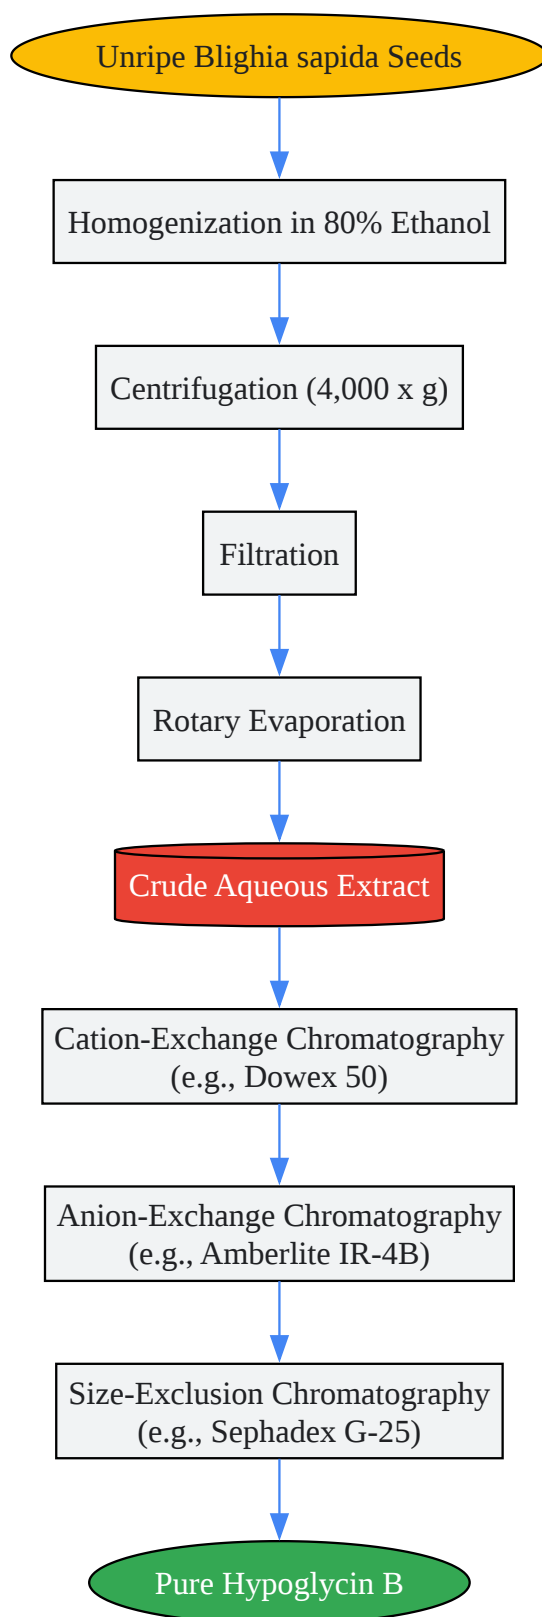 Unripe Blighia sapida Seeds
Homogenization in 80% Ethanol
Centrifugation (4,000 x g)
Filtration
Rotary Evaporation
Crude Aqueous Extract
Cation-Exchange Chromatography
(e.g., Dowex 50)
Anion-Exchange Chromatography
(e.g., Amberlite IR-4B)
Size-Exclusion Chromatography
(e.g., Sephadex G-25)
Pure Hypoglycin B